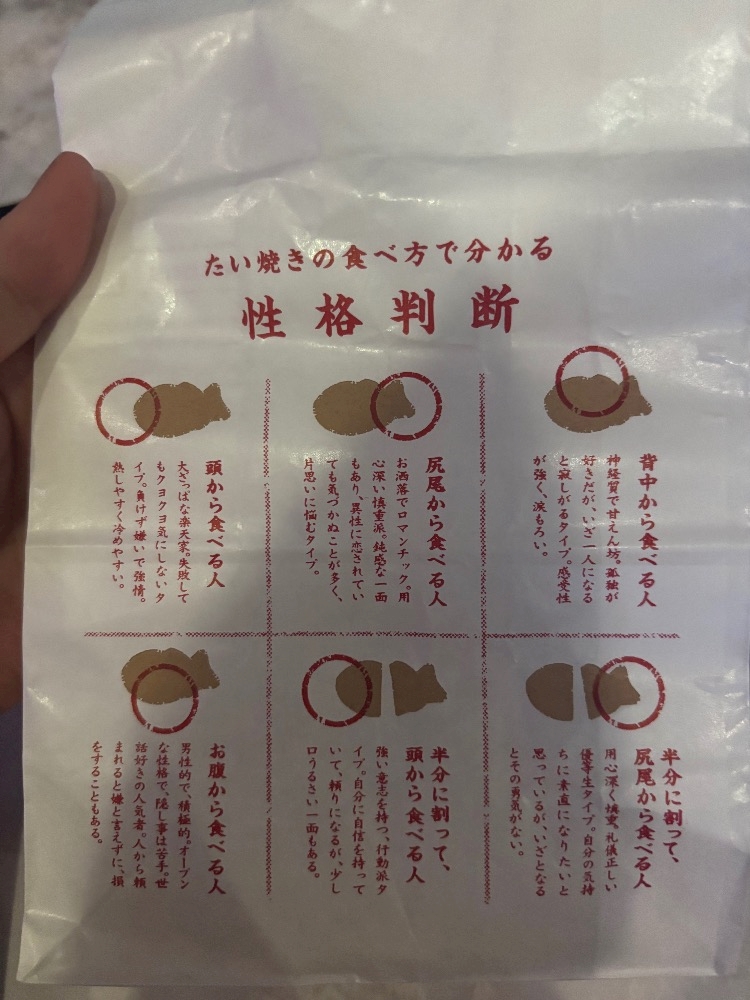 たい焼きの食べ方で分かる
性格判断
背中から食べる人
神経質で甘えん坊。孤独が
好きだが、いざ一人になる
と寂しがるタイプ。感受性
が強く、涙もろい。
尻尾から食べる人
お洒落でロマンチック。用
心深い慎重派。鈍感な一面
もあり、異性に恋されてい
ても気づかぬことが多く、
片思いに悩むタイプ。
頭から食べる人
大ざっぱな楽天家。失敗して
もクヨクヨ気にしないタ
イプ。負けず嫌いで強情。
熱しやすく冷めやすい。
半分に割って、
尻尾から食べる人
用心深く慎重。礼儀正しい
優等生タイプ。自分の気持
ちに素直になりたいと
思っているが、いざとなる
とその勇気がない。
半分に割って、
頭から食べる人
強い意志を持つ、行動派タ
イプ。自分に自信を持って
いて、頼りになるが、少し
口うるさい一面もある。
お腹から食べる人
男性的で、積極的。オープン
な性格で、隠し事は苦手。世
話好きの人気者。人から頼
まれると嫌と言えずに、損
をすることもある。